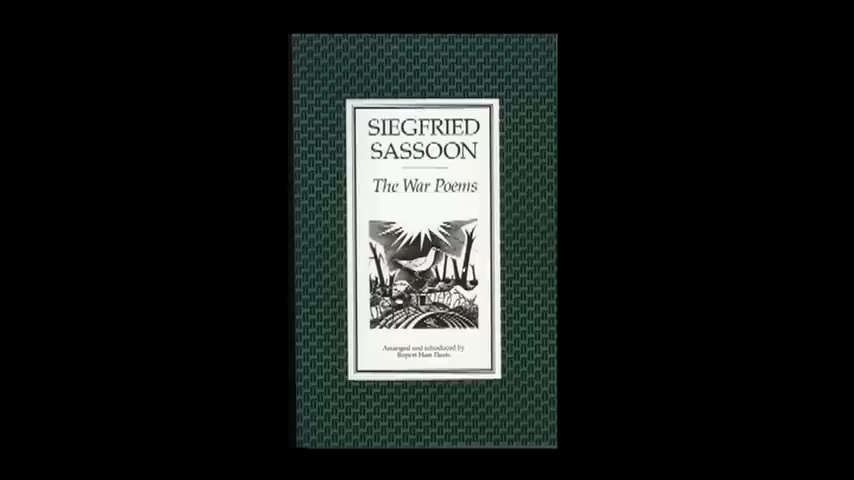 SIEGFRIED
SASSOON
The War Poems
Arranged and introduced by
Rupert Hart-Davis